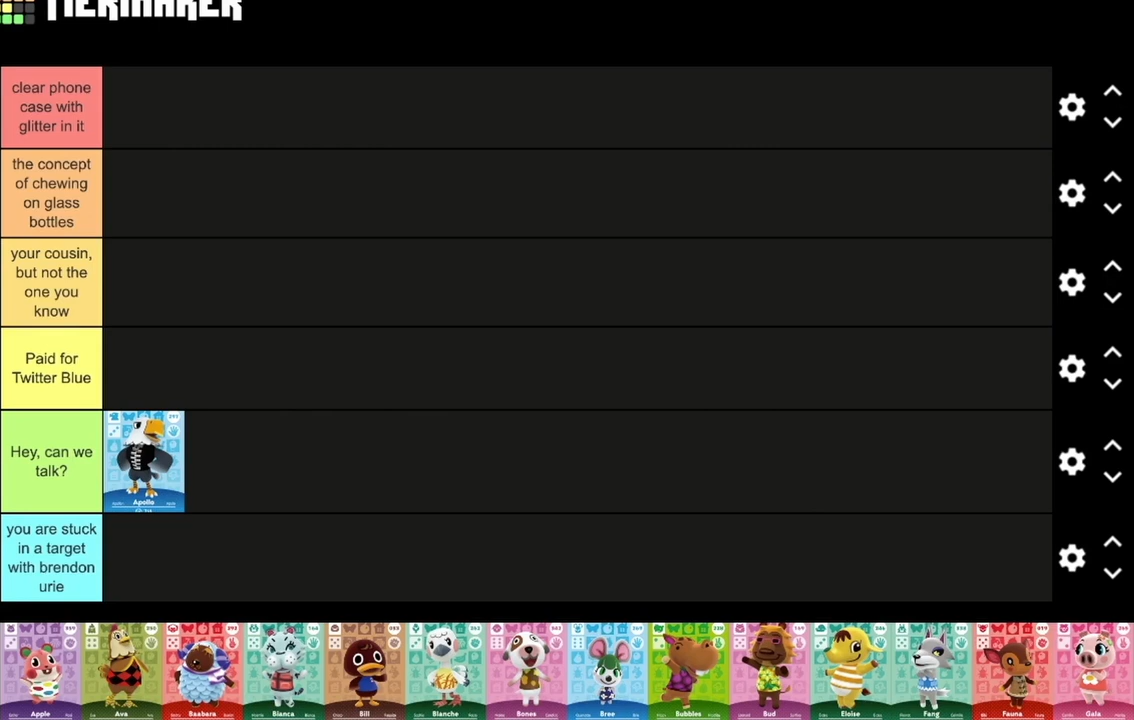 TIERMAKER
clear phone
case with
glitter in it
the concept
of chewing
on glass
bottles
your cousin,
but not the
one you
know
Paid for
Twitter Blue
Hey, can we
talk?
Apollo
you are stuck
in a target
with brendon
urie
Apple
Ava
Baabara
Bianca
Bill
Blanche
Bones
Bree
Bubbles
Bud
Eloise
Fang
Fauna
Gala